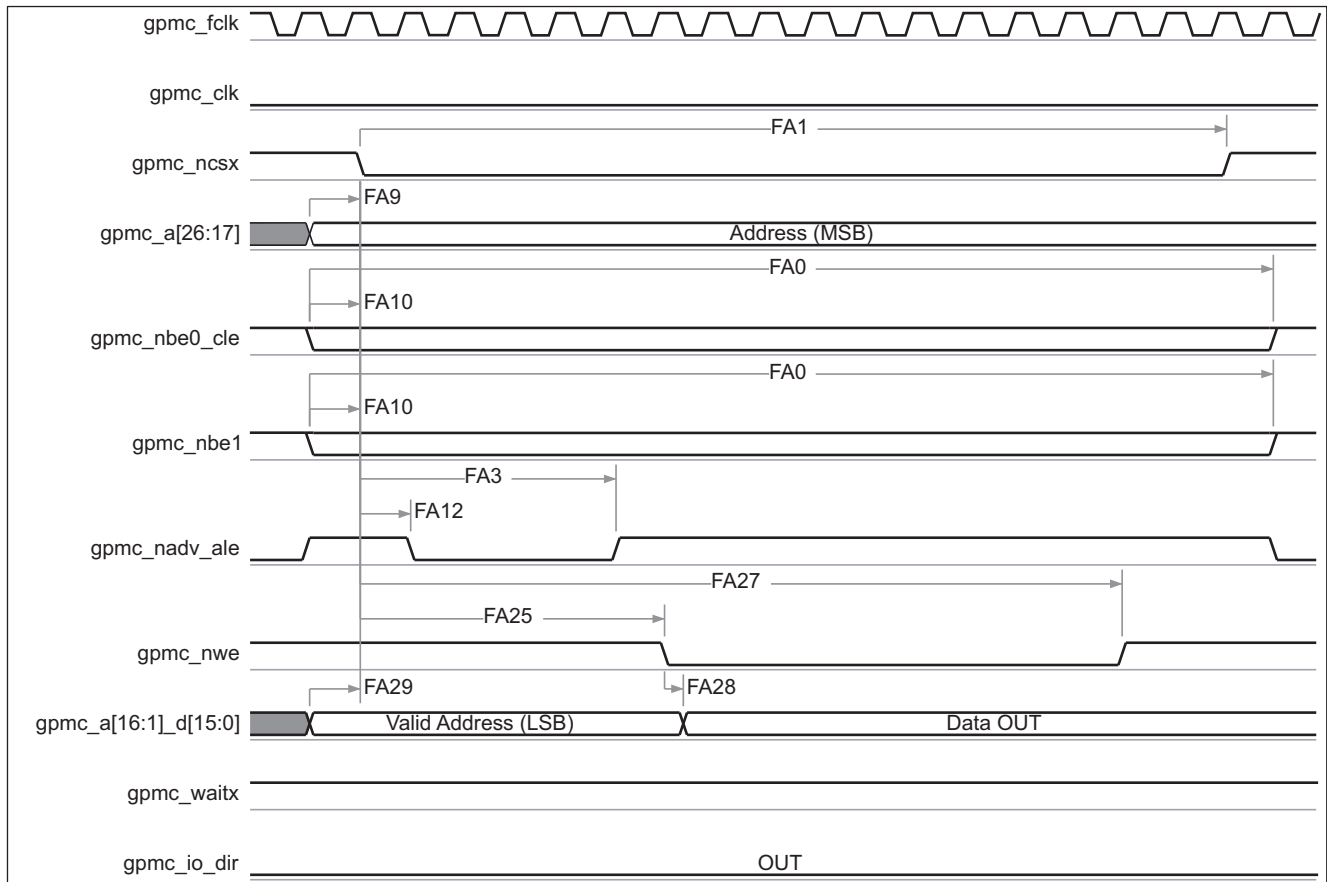 gpmc_fclk
gpmc_clk
FA1
gpmc_ncsx
FA9
gpmc_a[26:17]
Address (MSB)
FA0
FA10
gpmc_nbe0_cle
FA0
FA10
gpmc_nbe1
FA3
FA12
gpmc_nadv_ale
FA27
FA25
gpmc_nwe
FA29
FA28
gpmc_a[16:1]_d[15:0]
Valid Address (LSB)
Data OUT
gpmc_waitx
gpmc_io_dir
OUT